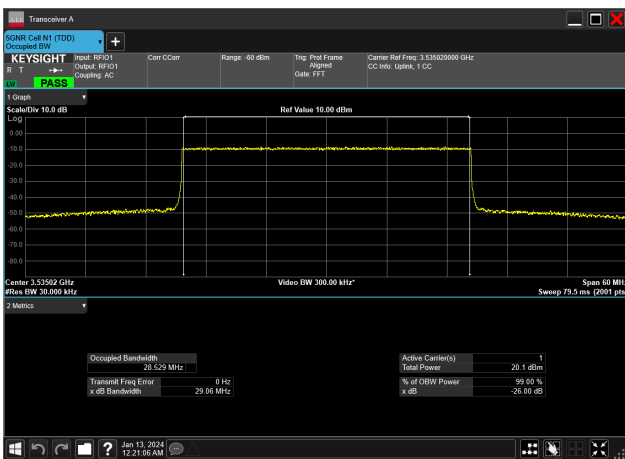 Transceiver A
5GNR Cell N1 (TDD)
Occupied BW
KEYSIGHT
R T
PASS
Input: RFIO1
Output: RFIO1
Coupling: AC
Corr CCorr
Range: -60 dBm
Trig: Prot Frame
Aligned
Gate: FFT
Carrier Ref Freq: 3.535020000 GHz
CC Info: Uplink, 1 CC
1 Graph
Scale/Div 10.0 dB
Ref Value 10.00 dBm
Log
0.00
-10.0
-20.0
-30.0
-40.0
-50.0
-60.0
-70.0
-80.0
Center 3.53502 GHz
Video BW 300.00 kHz*
Span 60 MHz
#Res BW 30.000 kHz
Sweep 79.5 ms (2001 pts)
2 Metrics
Occupied Bandwidth
28.529 MHz
Transmit Freq Error 0 Hz
x dB Bandwidth 29.06 MHz
Active Carrier(s) 1
Total Power 20.1 dBm
% of OBW Power 99.00 %
x dB -26.00 dB
Jan 13, 2024
12:21:06 AM